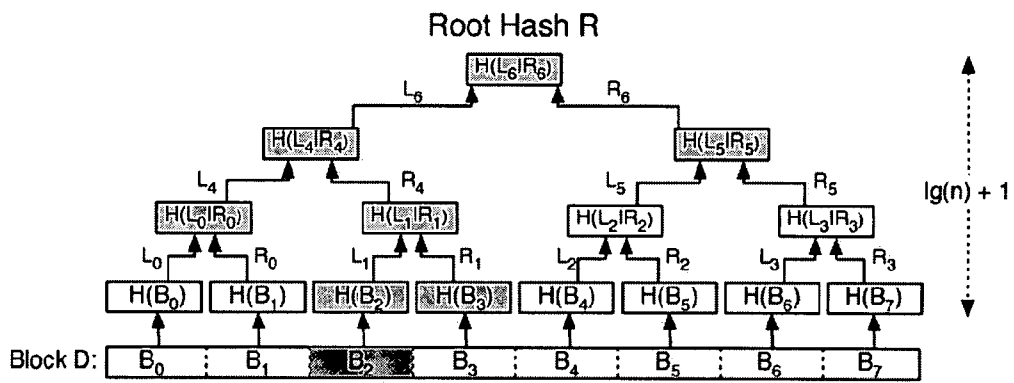 Root Hash R
H(L₆|R₆)
L₆ R₆
H(L₄|R₄) H(L₅|R₅)
L₄ R₄ L₅ R₅ lg(n) + 1
H(L₀|R₀) H(L₁|R₁) H(L₂|R₂) H(L₃|R₃)
L₀ R₀ L₁ R₁ L₂ R₂ L₃ R₃
H(B₀) H(B₁) H(B₂) H(B₃) H(B₄) H(B₅) H(B₆) H(B₇)
Block D: B₀ B₁ B₂ B₃ B₄ B₅ B₆ B₇